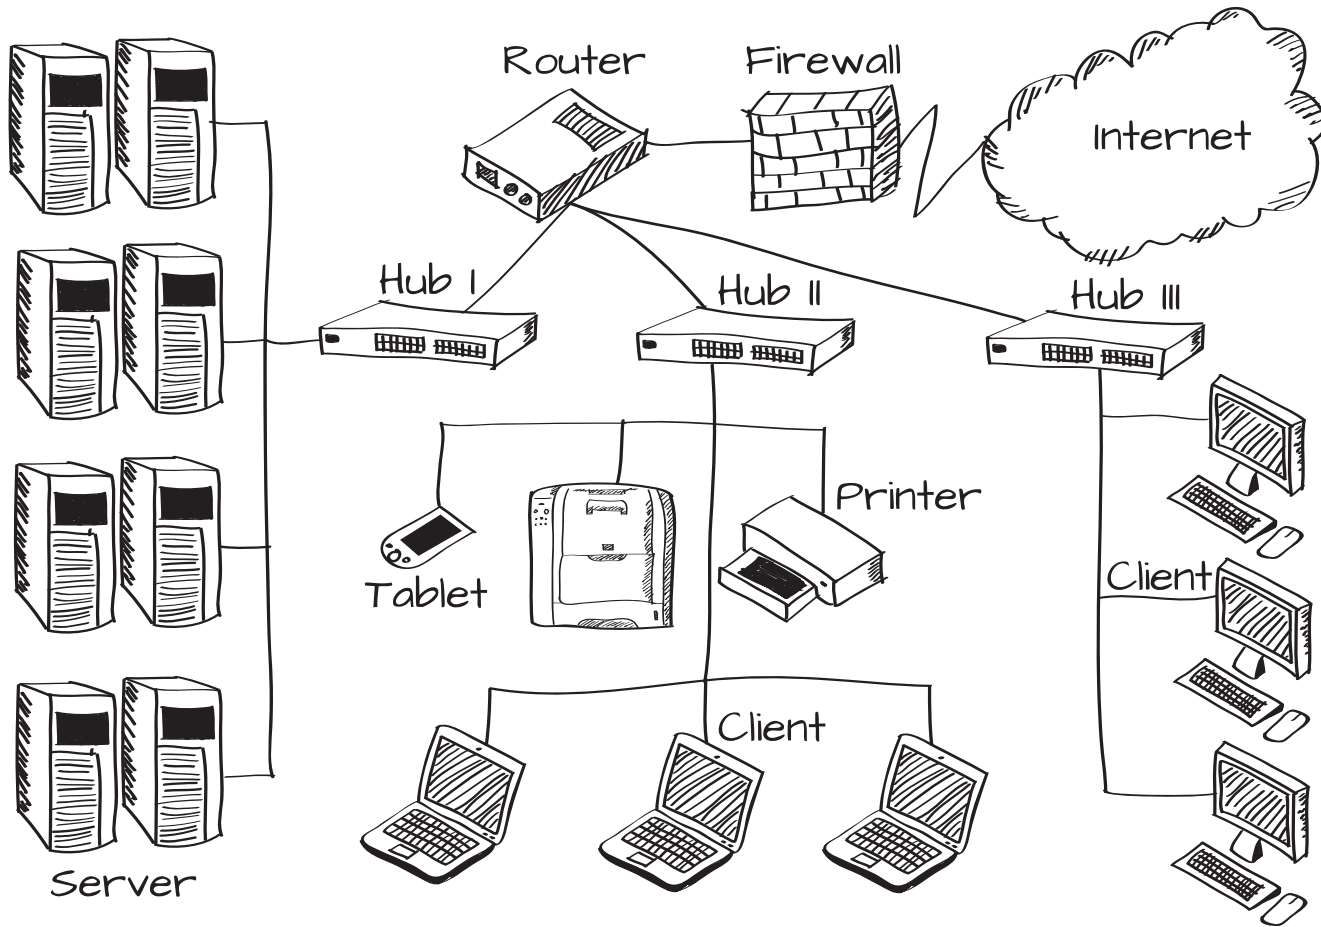 Router
Firewall
Internet
Hub I
Hub II
Hub III
Printer
Tablet
Client
Client
Server